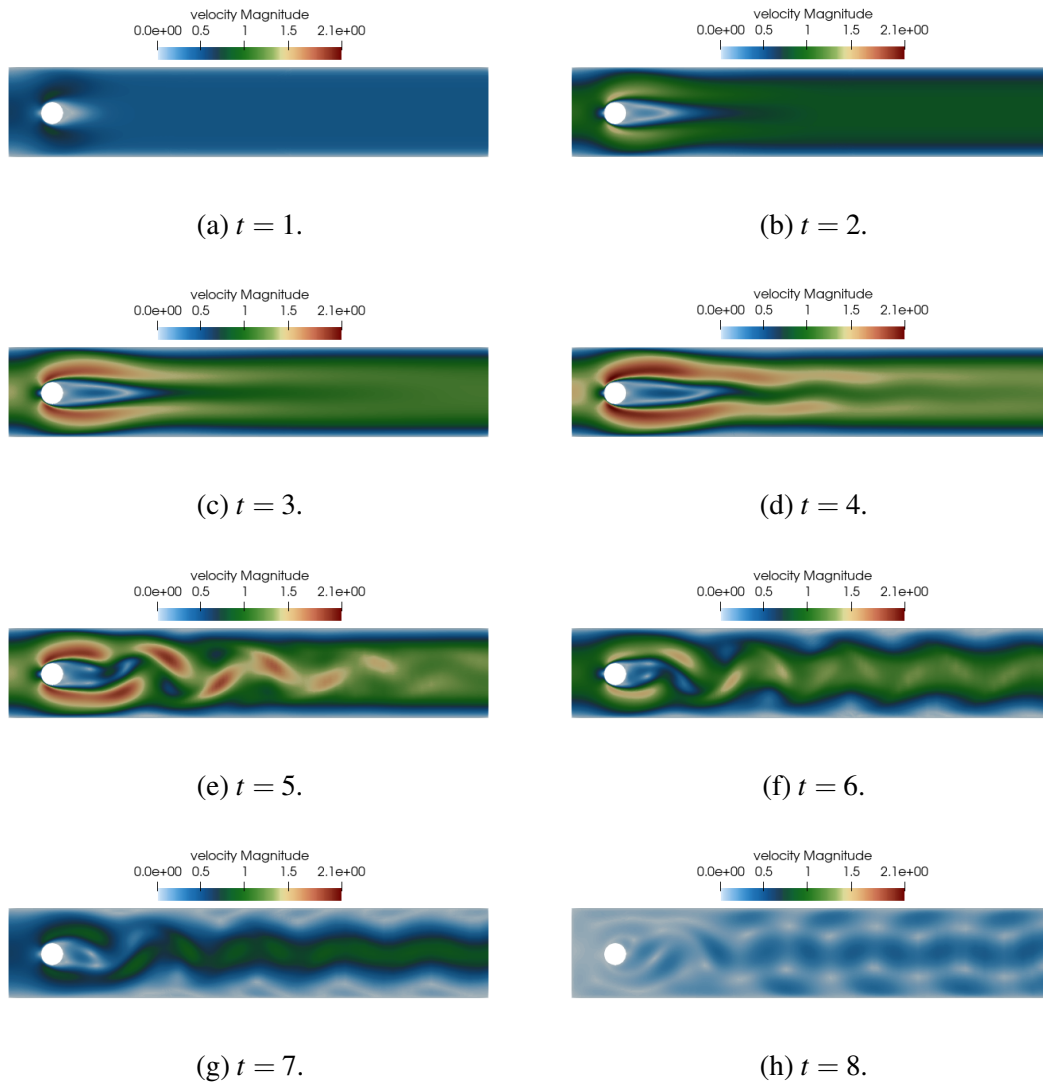 velocity Magnitude
0.0e+00 0.5 1 1.5 2.1e+00
velocity Magnitude
0.0e+00 0.5 1 1.5 2.1e+00
(a) t = 1.
(b) t = 2.
velocity Magnitude
0.0e+00 0.5 1 1.5 2.1e+00
velocity Magnitude
0.0e+00 0.5 1 1.5 2.1e+00
(c) t = 3.
(d) t = 4.
velocity Magnitude
0.0e+00 0.5 1 1.5 2.1e+00
velocity Magnitude
0.0e+00 0.5 1 1.5 2.1e+00
(e) t = 5.
(f) t = 6.
velocity Magnitude
0.0e+00 0.5 1 1.5 2.1e+00
velocity Magnitude
0.0e+00 0.5 1 1.5 2.1e+00
(g) t = 7.
(h) t = 8.